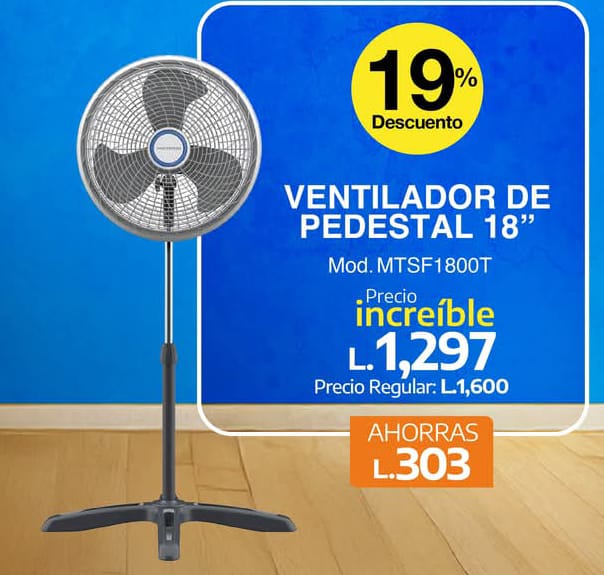 19%
Descuento
VENTILADOR DE
PEDESTAL 18”
Mod. MTSF1800T
Precio
increíble
L.1,297
Precio Regular: L.1,600
AHORRAS
L.303